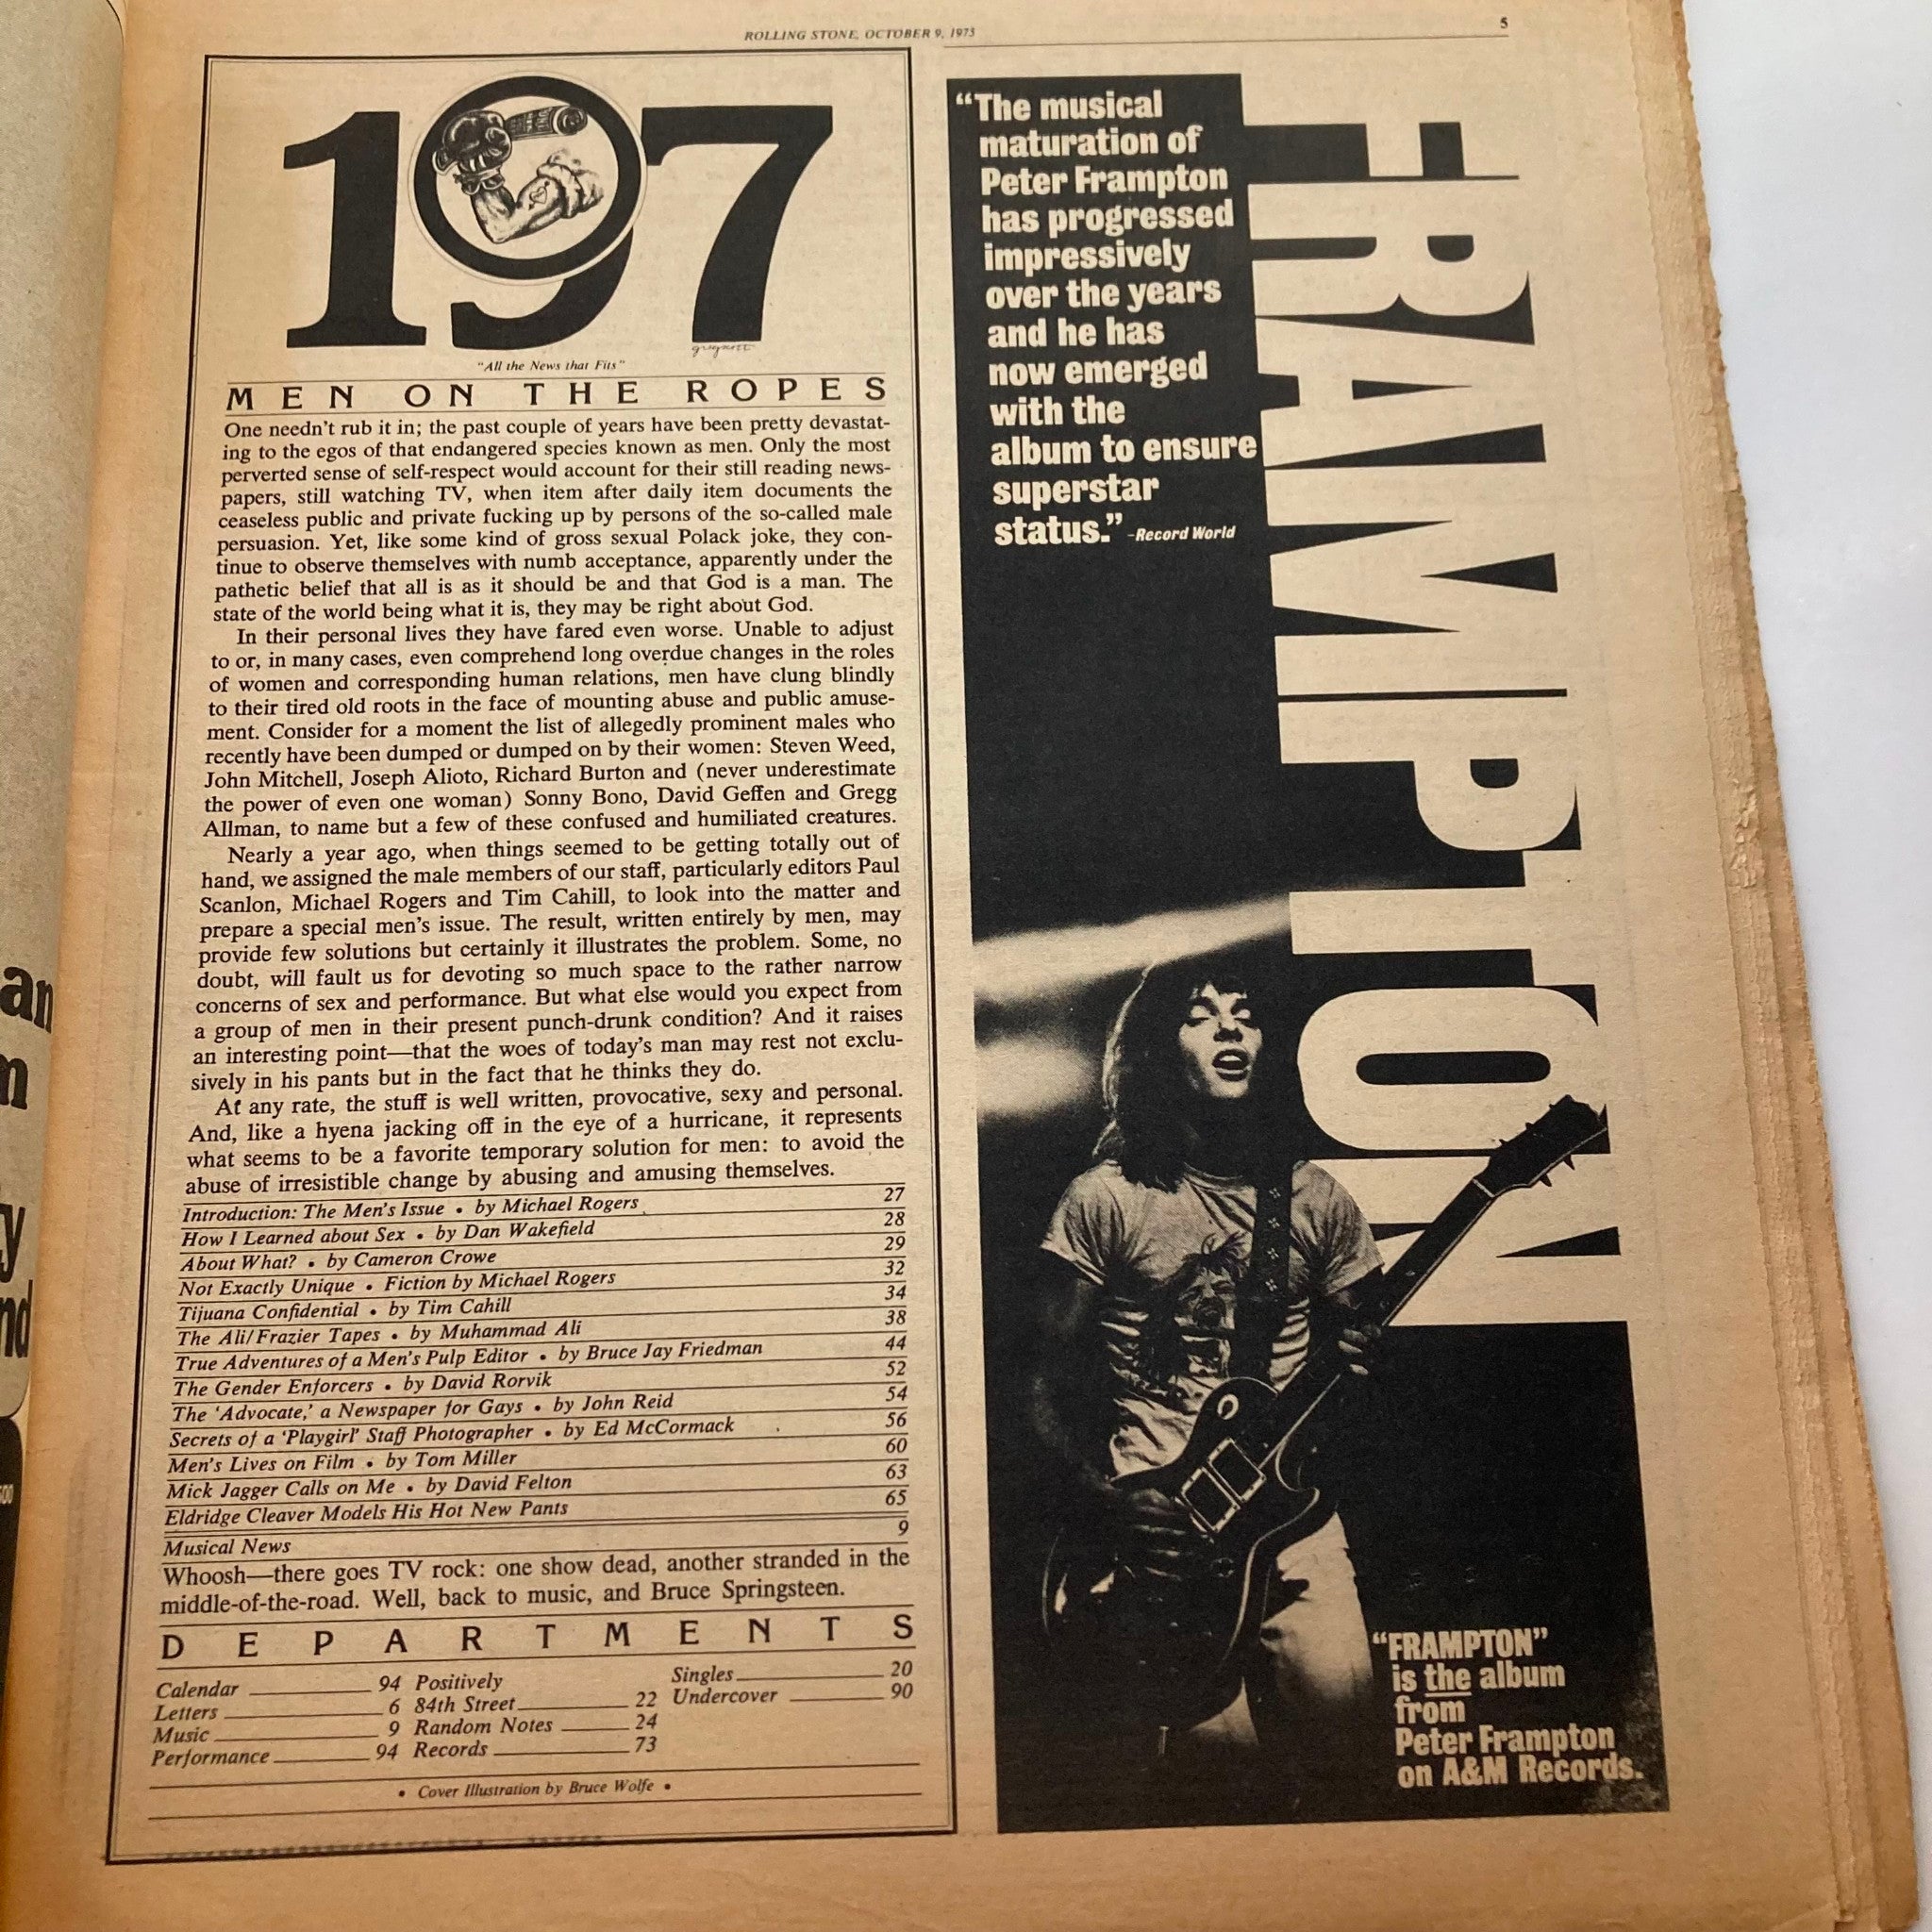 ROLLING STONE, OCTOBER 9, 1975
5
197
"All the News that Fits"
MEN ON THE ROPES
One needn't rub it in; the past couple of years have been pretty devastat-
ing to the egos of that endangered species known as men. Only the most
perverted sense of self-respect would account for their still reading news-
papers, still watching TV, when item after daily item documents the
ceaseless public and private fucking up by persons of the so-called male
persuasion. Yet, like some kind of gross sexual Polack joke, they con-
tinue to observe themselves with numb acceptance, apparently under the
pathetic belief that all is as it should be and that God is a man. The
state of the world being what it is, they may be right about God.
In their personal lives they have fared even worse. Unable to adjust
to or, in many cases, even comprehend long overdue changes in the roles
of women and corresponding human relations, men have clung blindly
to their tired old roots in the face of mounting abuse and public amuse-
ment. Consider for a moment the list of allegedly prominent males who
recently have been dumped or dumped on by their women: Steven Weed,
John Mitchell, Joseph Alioto, Richard Burton and (never underestimate
the power of even one woman) Sonny Bono, David Geffen and Gregg
Allman, to name but a few of these confused and humiliated creatures.
Nearly a year ago, when things seemed to be getting totally out of
hand, we assigned the male members of our staff, particularly editors Paul
Scanlon, Michael Rogers and Tim Cahill, to look into the matter and
prepare a special men's issue. The result, written entirely by men, may
provide few solutions but certainly it illustrates the problem. Some, no
doubt, will fault us for devoting so much space to the rather narrow
concerns of sex and performance. But what else would you expect from
a group of men in their present punch-drunk condition? And it raises
an interesting point—that the woes of today's man may rest not exclu-
sively in his pants but in the fact that he thinks they do.
At any rate, the stuff is well written, provocative, sexy and personal.
And, like a hyena jacking off in the eye of a hurricane, it represents
what seems to be a favorite temporary solution for men: to avoid the
abuse of irresistible change by abusing and amusing themselves.
Introduction: The Men's Issue • by Michael Rogers 27
How I Learned about Sex • by Dan Wakefield 28
About What? • by Cameron Crowe 29
Not Exactly Unique • Fiction by Michael Rogers 32
Tijuana Confidential • by Tim Cahill 34
The Ali/Frazier Tapes • by Muhammad Ali 38
True Adventures of a Men's Pulp Editor • by Bruce Jay Friedman 44
The Gender Enforcers • by David Rorvik 52
The 'Advocate,' a Newspaper for Gays • by John Reid 54
Secrets of a 'Playgirl' Staff Photographer • by Ed McCormack 56
Men's Lives on Film • by Tom Miller 60
Mick Jagger Calls on Me • by David Felton 63
Eldridge Cleaver Models His Hot New Pants 65
Musical News 9
Whoosh—there goes TV rock: one show dead, another stranded in the
middle-of-the-road. Well, back to music, and Bruce Springsteen.
DEPARTMENTS
Calendar 94
Letters 6
Music 9
Performance 94
Positively
84th Street 22
Random Notes 24
Records 73
Singles 20
Undercover 90
• Cover Illustration by Bruce Wolfe •
"The musical
maturation of
Peter Frampton
has progressed
impressively
over the years
and he has
now emerged
with the
album to ensure
superstar
status." -Record World
FRAMPTON
"FRAMPTON"
is the album
from
Peter Frampton
on A&M Records.